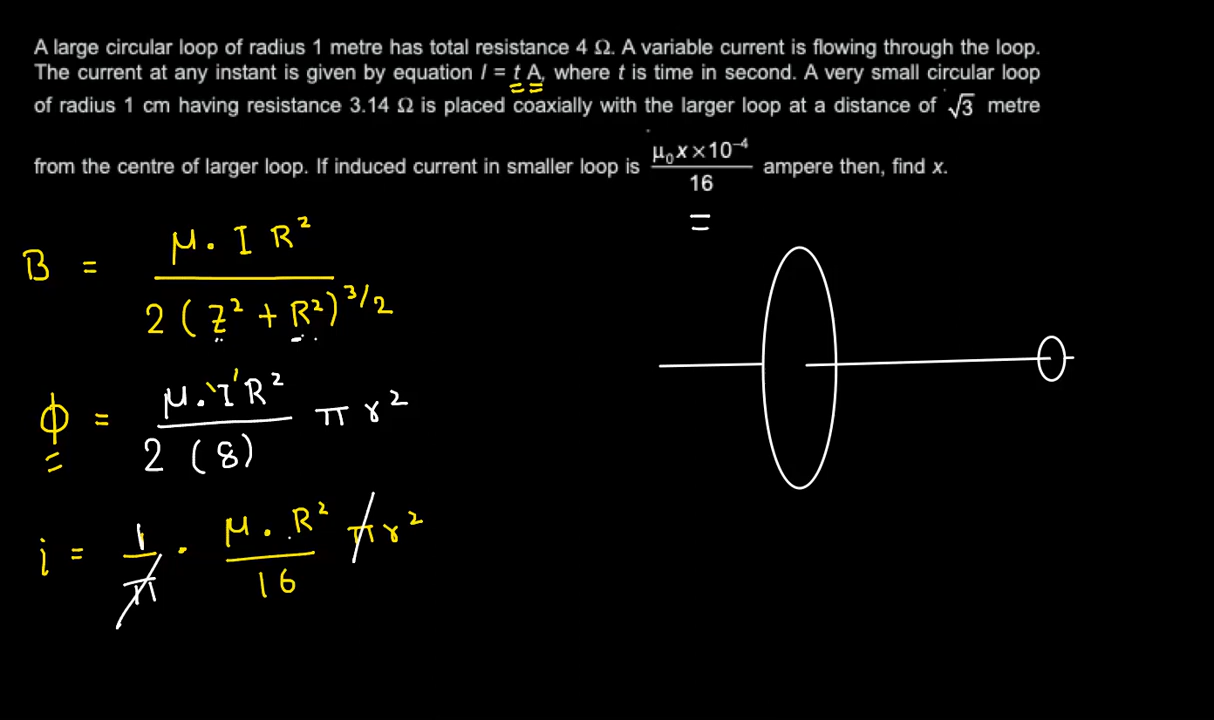 A large circular loop of radius 1 metre has total resistance 4 Ω. A variable current is flowing through the loop.
The current at any instant is given by equation I = t A, where t is time in second. A very small circular loop
of radius 1 cm having resistance 3.14 Ω is placed coaxially with the larger loop at a distance of √3 metre
from the centre of larger loop. If induced current in smaller loop is μ₀x×10⁻⁴/16 ampere then, find x.
B = μ₀ I R² / 2 (Z² + R²)^3/2
ϕ = μ₀ I R² / 2 (8) π r²
i = 1/π · μ₀ R² / 16 π r²